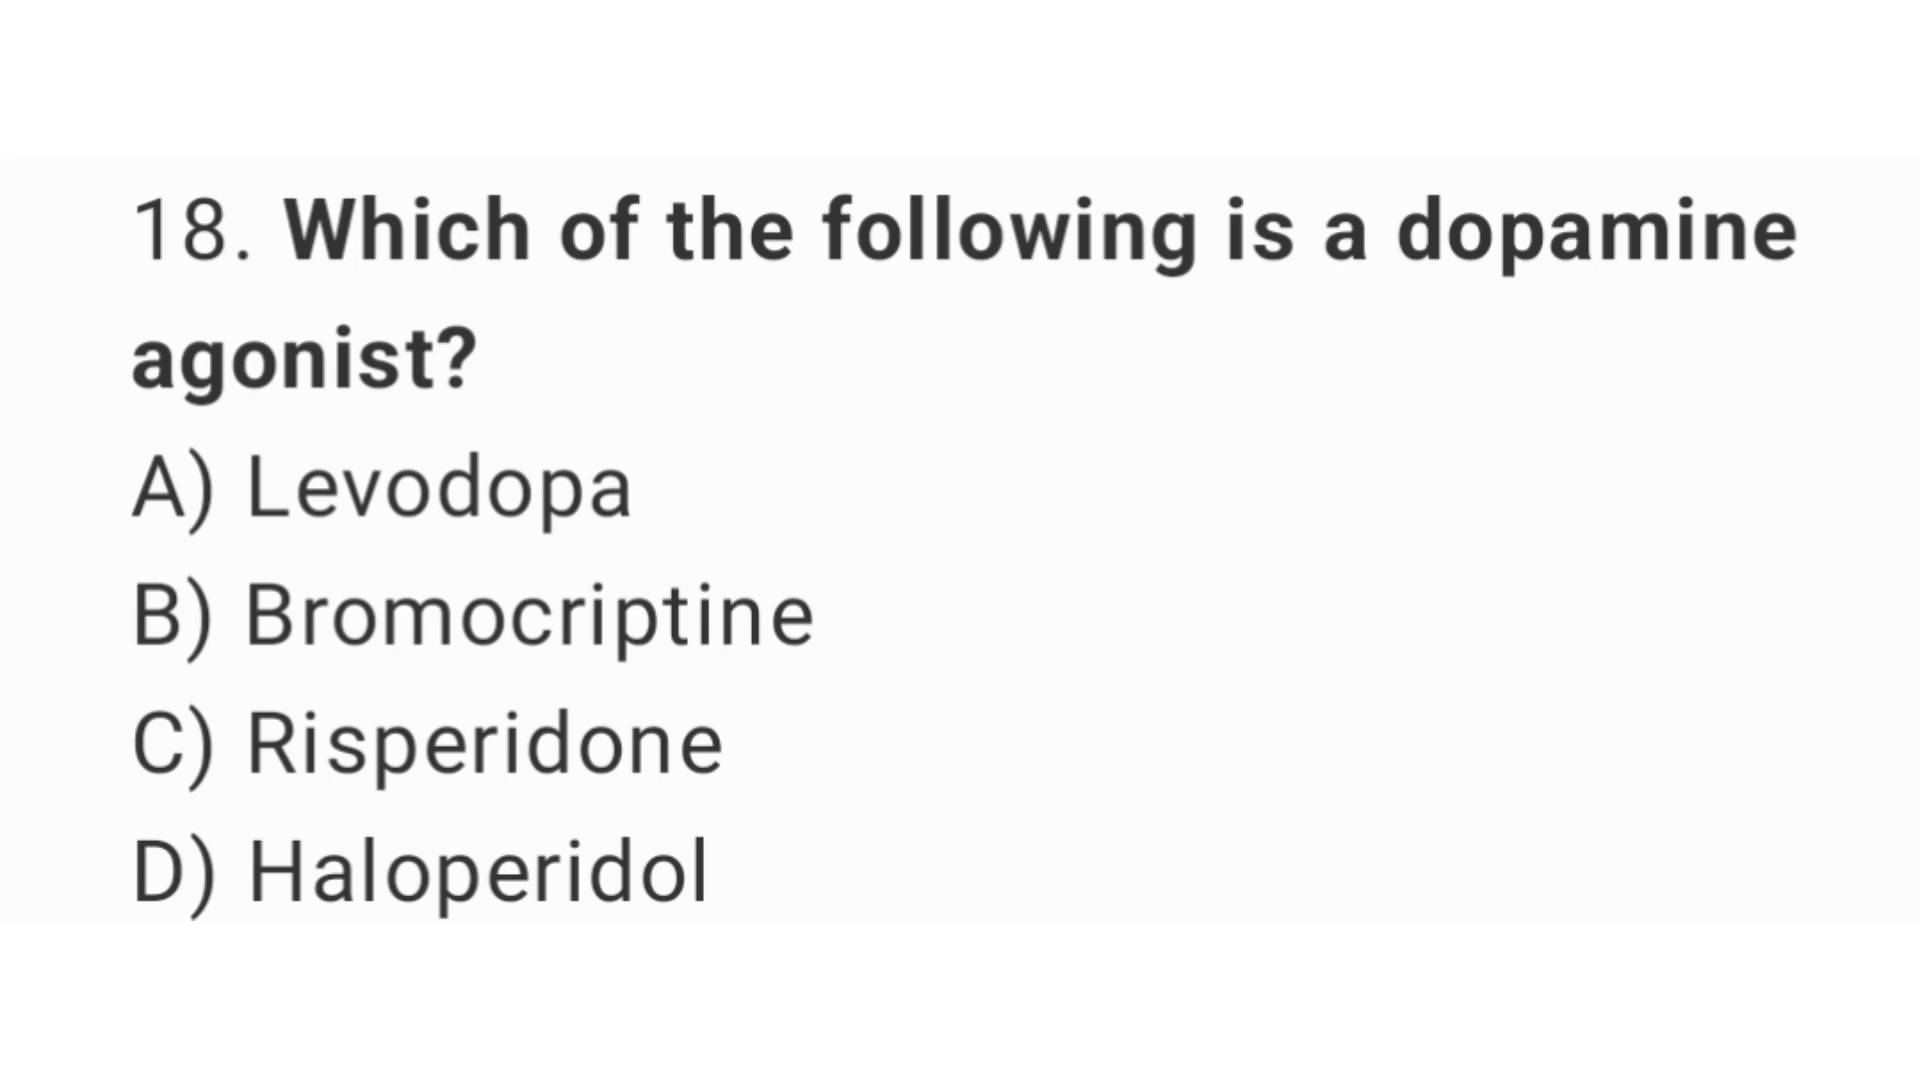 18. Which of the following is a dopamine
agonist?
A) Levodopa
B) Bromocriptine
C) Risperidone
D) Haloperidol